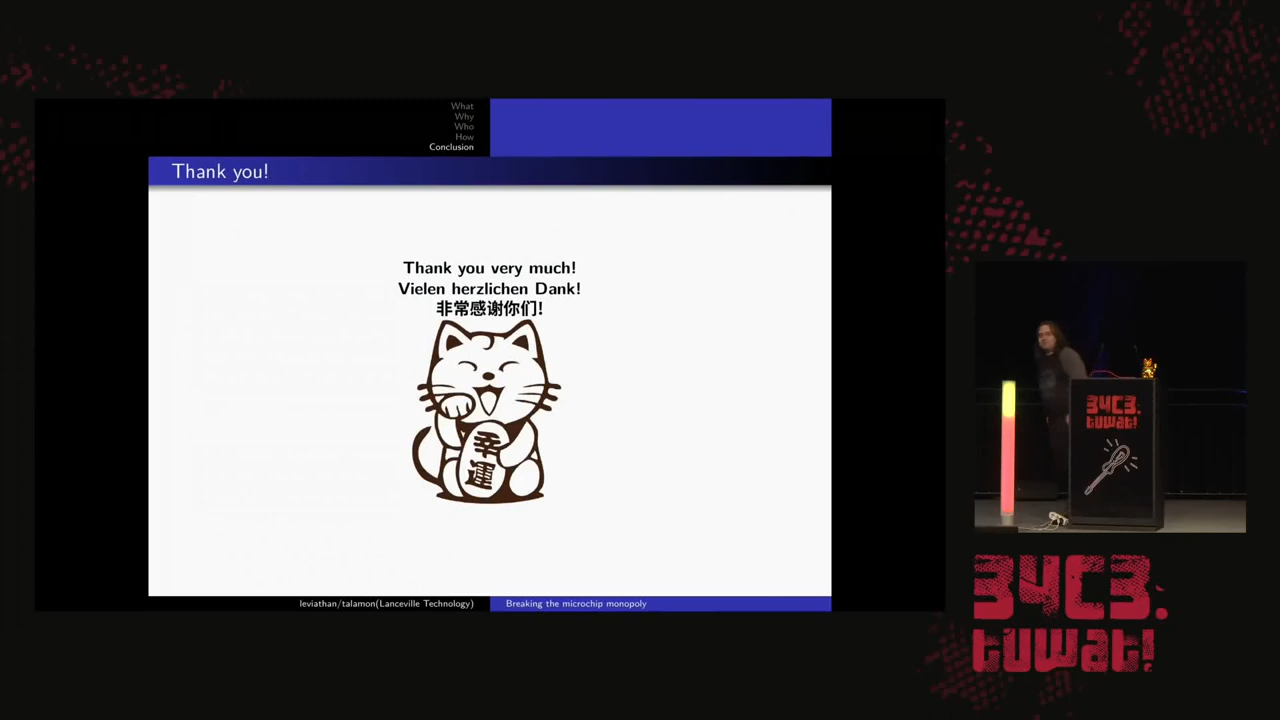 What
Why
Who
How
Conclusion
Thank you!
Thank you very much!
Vielen herzlichen Dank!
非常感谢你们!
幸
運
leviathan/talamon(Lanceville Technology)
Breaking the microchip monopoly
34C3.
tuwat!
34C3.
tuwat!